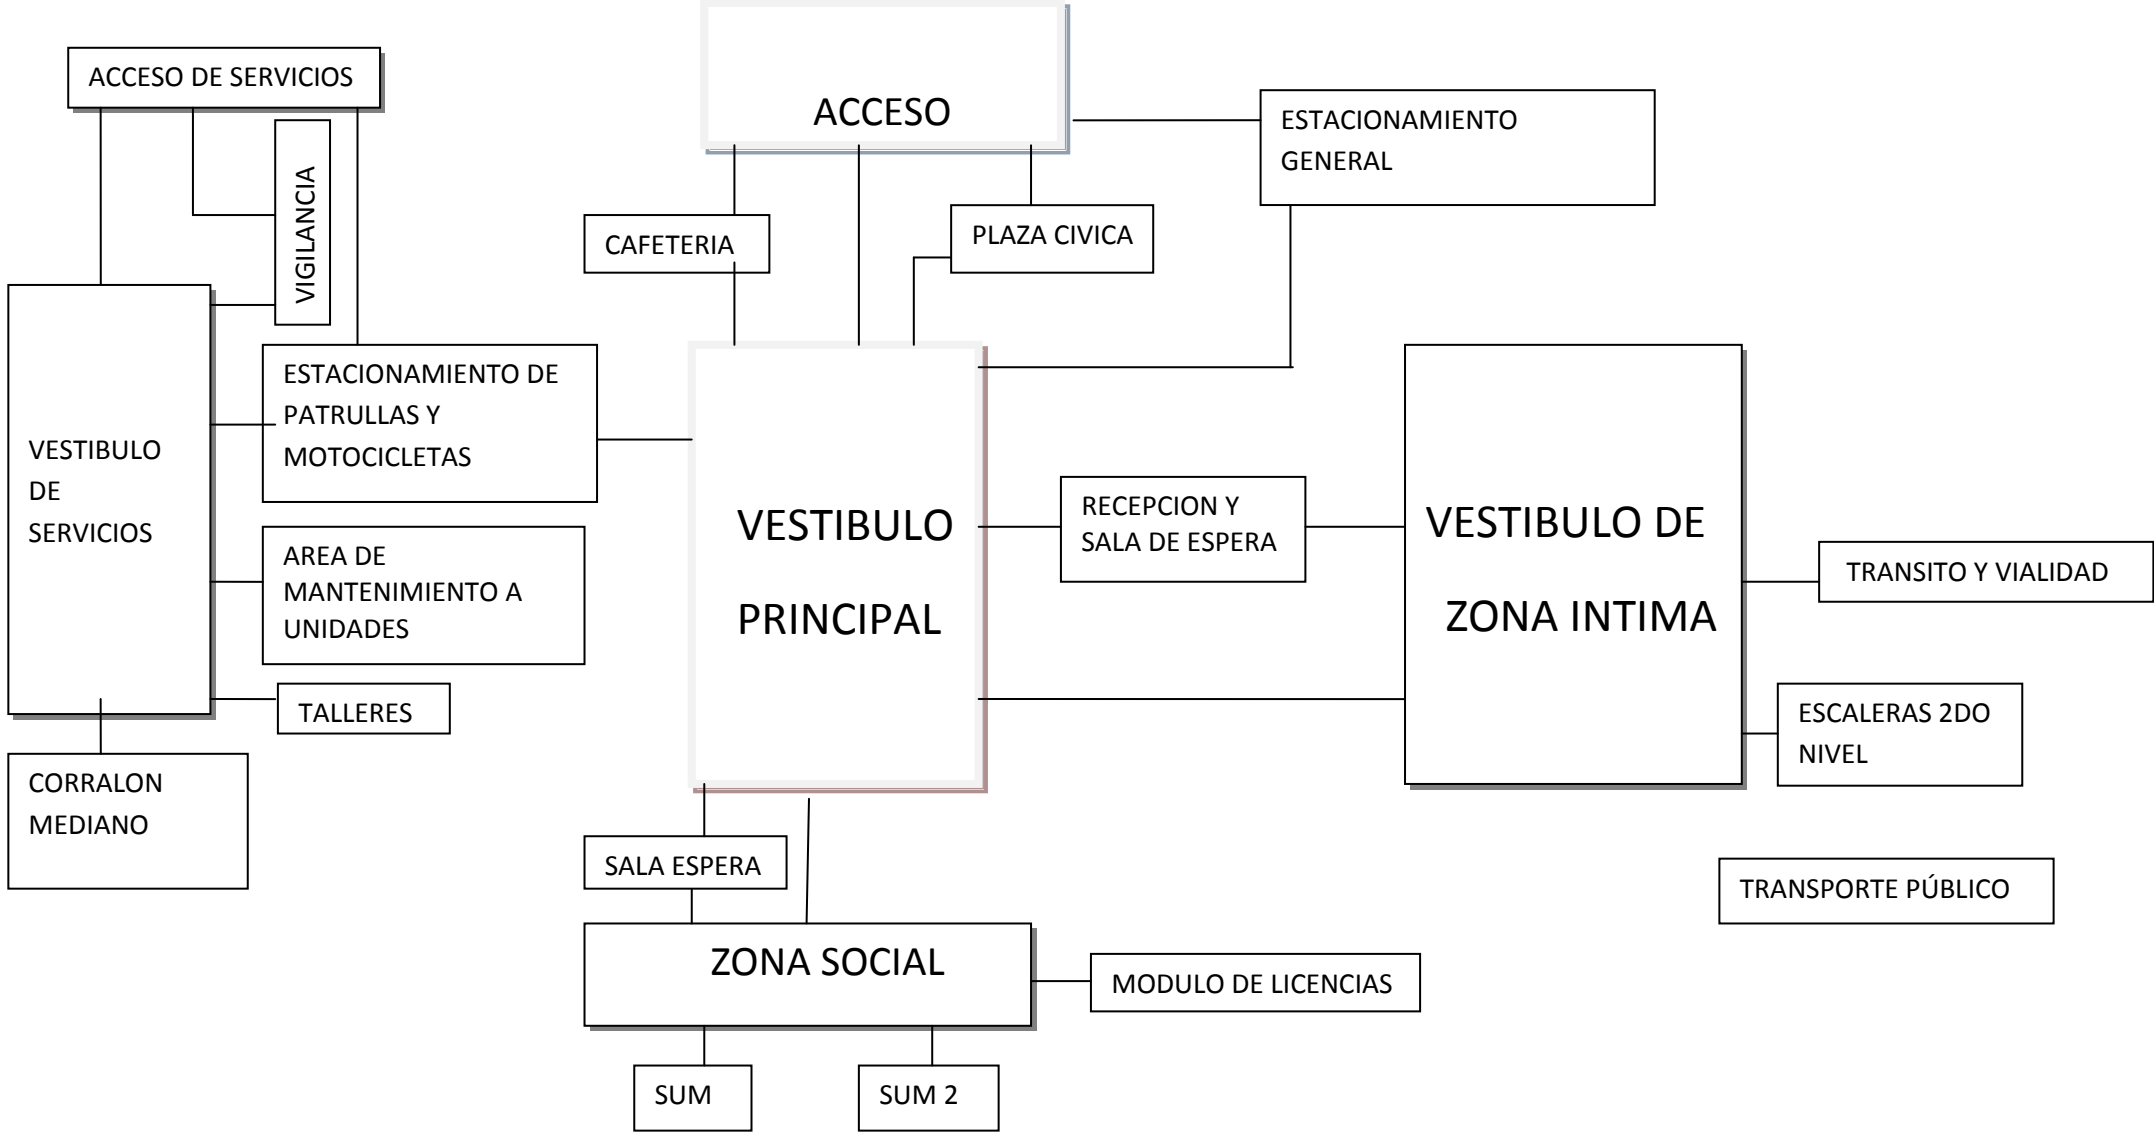 ACCESO DE SERVICIOS
ACCESO
ESTACIONAMIENTO
GENERAL
VIGILANCIA
CAFETERIA
PLAZA CIVICA
ESTACIONAMIENTO DE
PATRULLAS Y
MOTOCICLETAS
VESTIBULO
DE
SERVICIOS
AREA DE
MANTENIMIENTO A
UNIDADES
TALLERES
CORRALON
MEDIANO
VESTIBULO
PRINCIPAL
RECEPCION Y
SALA DE ESPERA
VESTIBULO DE
ZONA INTIMA
TRANSITO Y VIALIDAD
ESCALERAS 2DO
NIVEL
TRANSPORTE PÚBLICO
SALA ESPERA
ZONA SOCIAL
MODULO DE LICENCIAS
SUM
SUM 2